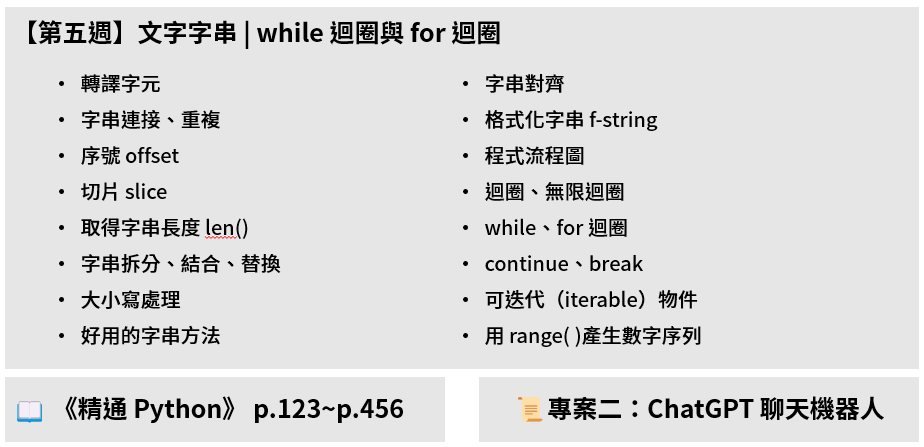 【第五週】文字字串 | while 迴圈與 for 迴圈
• 轉譯字元
• 字串連接、重複
• 序號 offset
• 切片 slice
• 取得字串長度 len()
• 字串拆分、結合、替換
• 大小寫處理
• 好用的字串方法
• 字串對齊
• 格式化字串 f-string
• 程式流程圖
• 迴圈、無限迴圈
• while、for 迴圈
• continue、break
• 可迭代（iterable）物件
• 用 range( )產生數字序列
📖 《精通 Python》 p.123~p.456
📜專案二：ChatGPT 聊天機器人